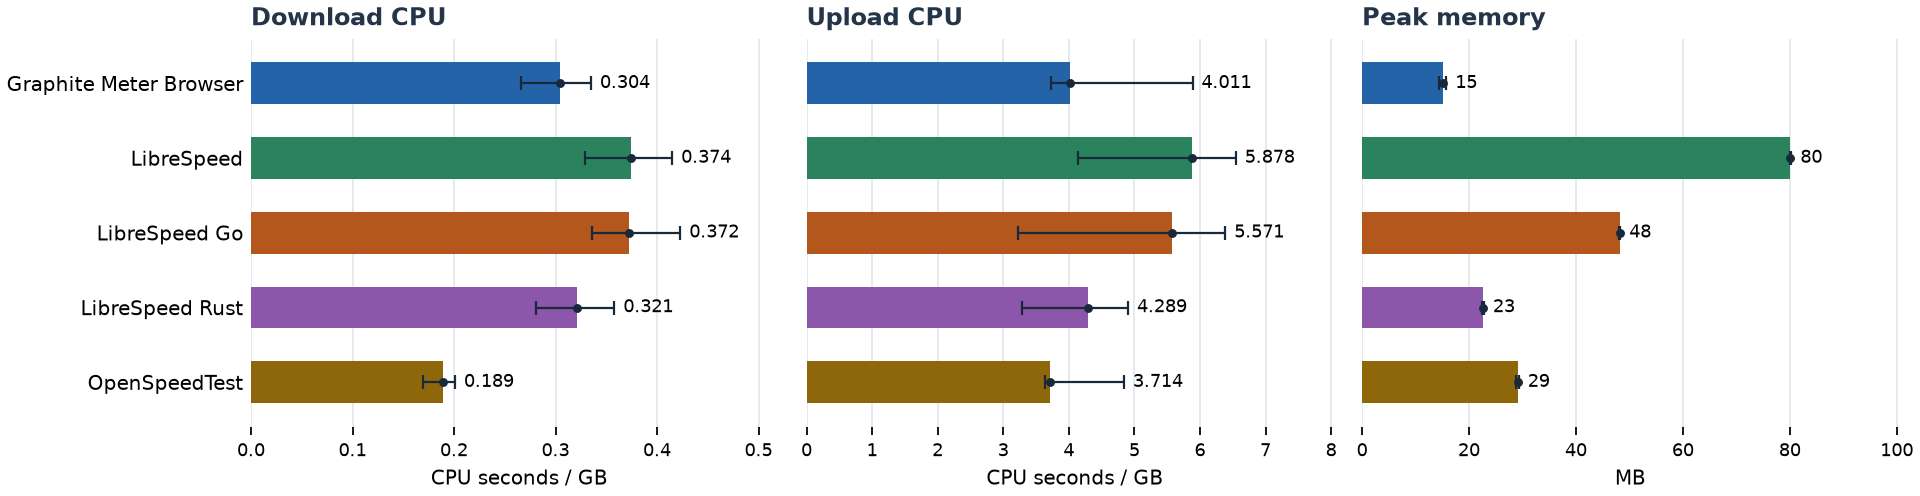 Download CPU
Upload CPU
Peak memory
Graphite Meter Browser
0.304
4.011
15
LibreSpeed
0.374
5.878
80
LibreSpeed Go
0.372
5.571
48
LibreSpeed Rust
0.321
4.289
23
OpenSpeedTest
0.189
3.714
29
0.0 0.1 0.2 0.3 0.4 0.5
0 1 2 3 4 5 6 7 8
0 20 40 60 80 100
CPU seconds / GB
CPU seconds / GB
MB